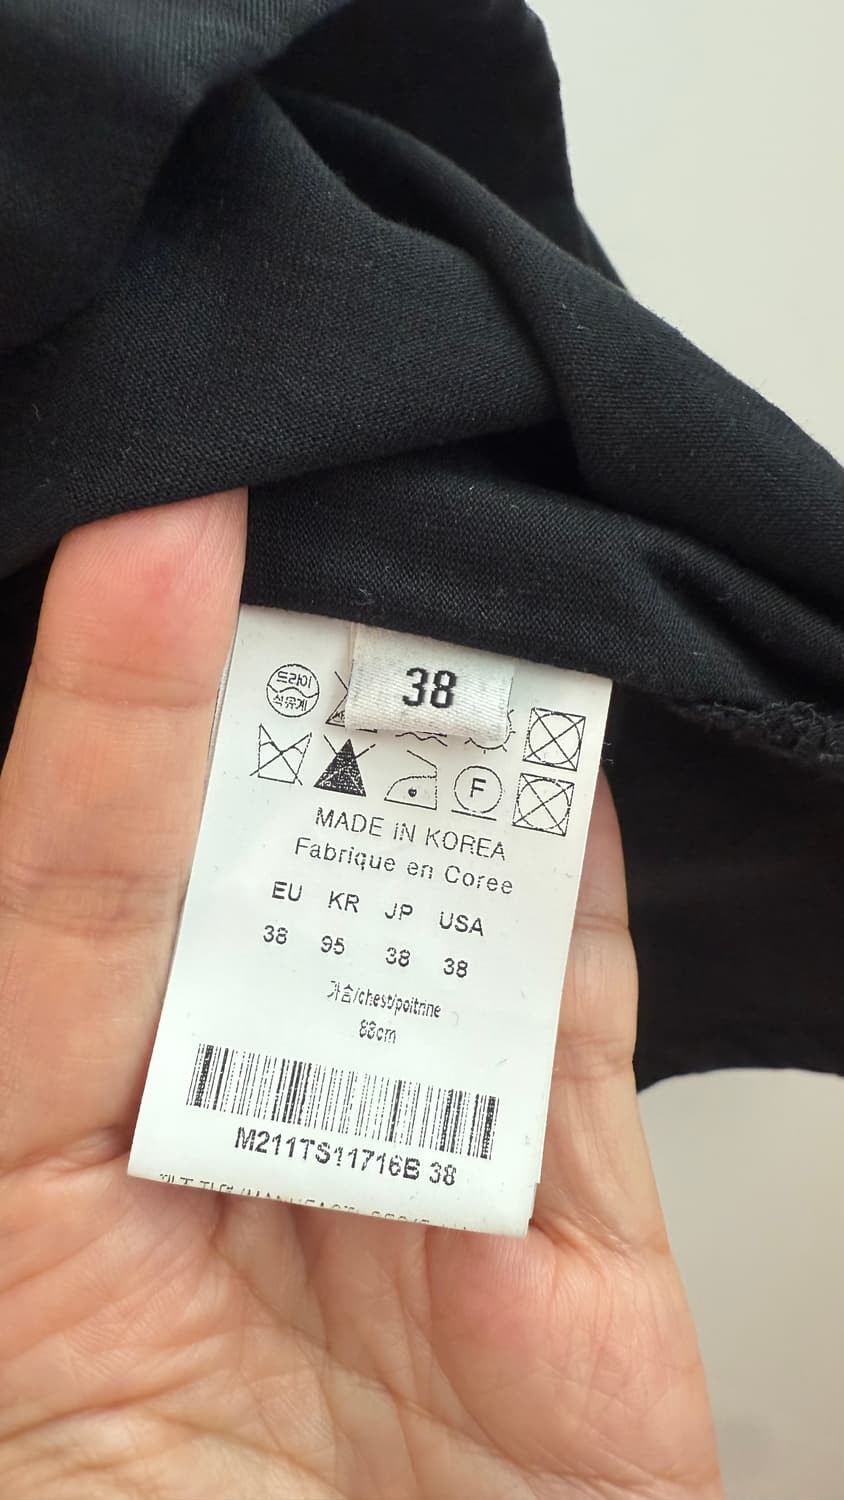 38
드라이
석유계
F
MADE IN KOREA
Fabrique en Coree
EU KR JP USA
38 95 38 38
가슴/chest/poitrine
88cm
M211TS11716B 38